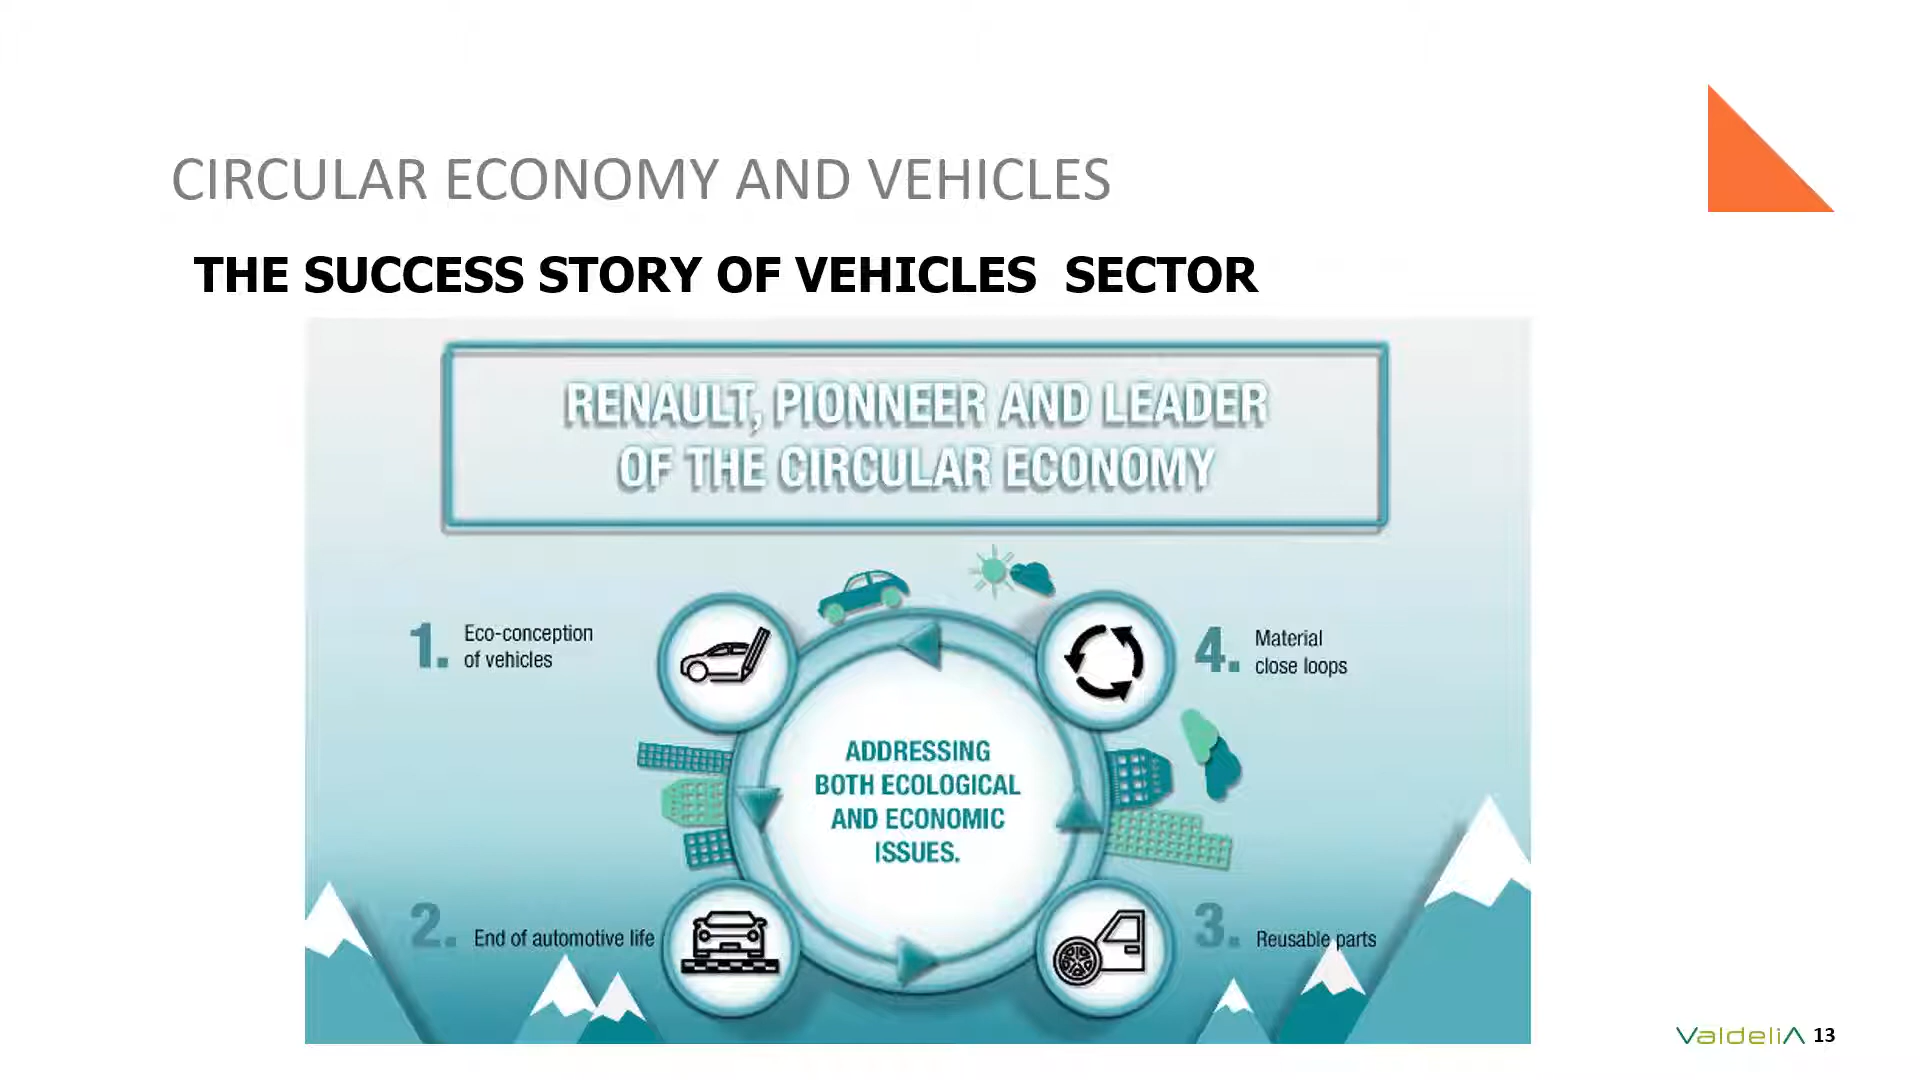 CIRCULAR ECONOMY AND VEHICLES
THE SUCCESS STORY OF VEHICLES SECTOR
RENAULT, PIONNEER AND LEADER
OF THE CIRCULAR ECONOMY
1. Eco-conception
of vehicles
4. Material
close loops
ADDRESSING
BOTH ECOLOGICAL
AND ECONOMIC
ISSUES.
2. End of automotive life
3. Reusable parts
ValdeliA 13